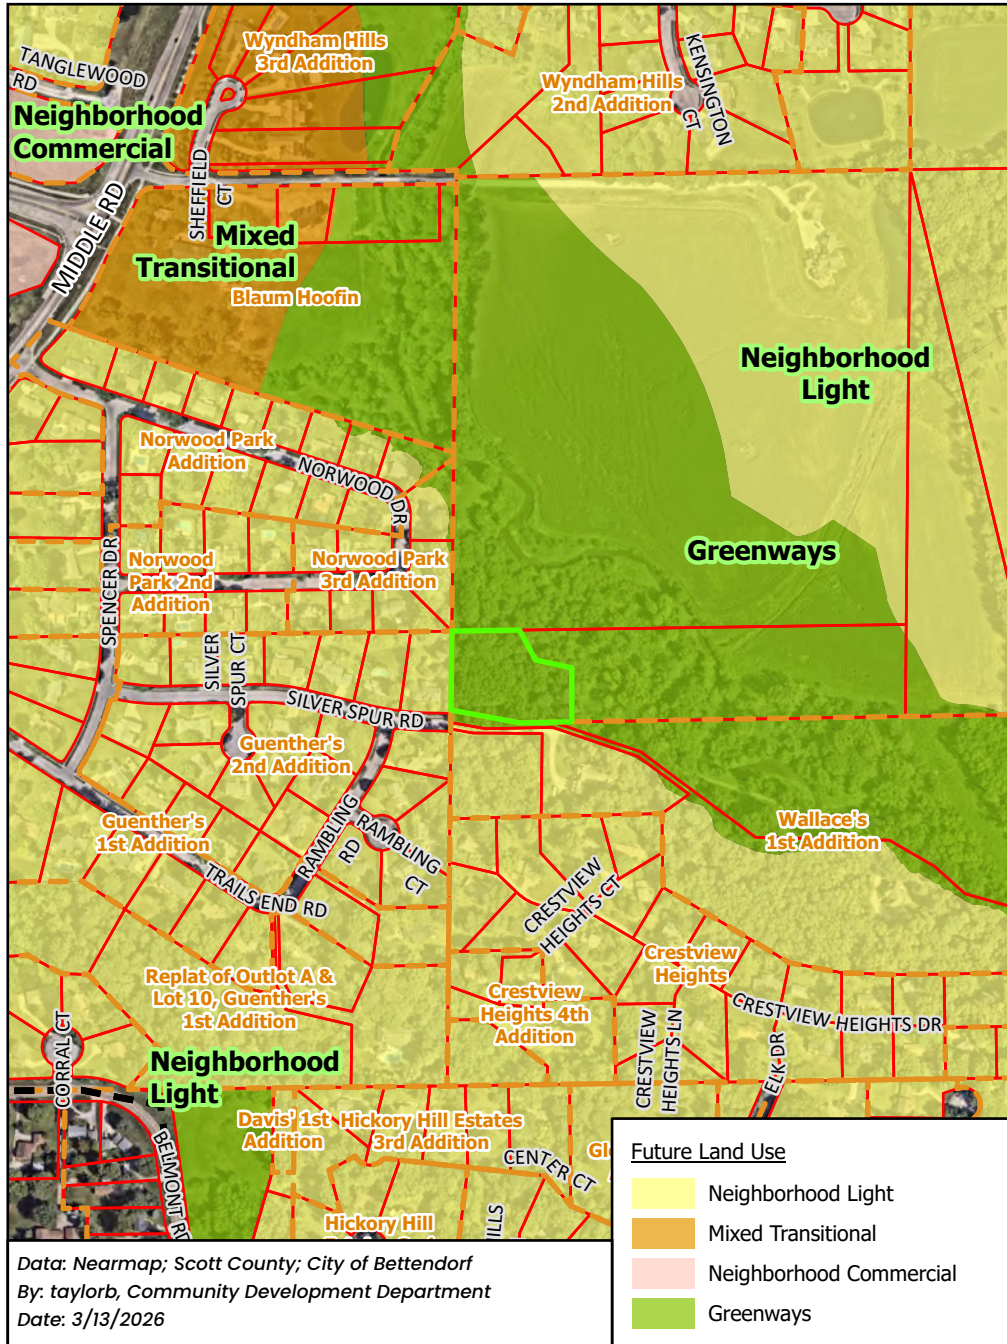 Wyndham Hills
3rd Addition
TANGLEWOOD
RD
Neighborhood
Commercial
Wyndham Hills
2nd Addition
KENSINGTON
CT
SHEFFIELD
CT
MIDDLE RD
Mixed
Transitional
Blaum Hoofin
Neighborhood
Light
Norwood Park
Addition
NORWOOD DR
Greenways
SPENCER DR
Norwood
Park 2nd
Addition
Norwood Park
3rd Addition
SILVER
SPUR CT
SILVER SPUR RD
Guenther's
2nd Addition
Guenther's
1st Addition
RAMBLING
RD
RAMBLING
CT
TRAILS END RD
Wallace's
1st Addition
CRESTVIEW
HEIGHTS CT
Crestview
Heights
Replat of Outlot A &
Lot 10, Guenther's
1st Addition
Crestview
Heights 4th
Addition
CRESTVIEW HEIGHTS DR
CRESTVIEW
HEIGHTS LN
ELK DR
CORRAL CT
Neighborhood
Light
BELMONT RD
Davis' 1st
Addition
Hickory Hill Estates
3rd Addition
CENTER CT
Hickory Hill
Future Land Use
Neighborhood Light
Mixed Transitional
Neighborhood Commercial
Greenways
Data: Nearmap; Scott County; City of Bettendorf
By: taylorb, Community Development Department
Date: 3/13/2026